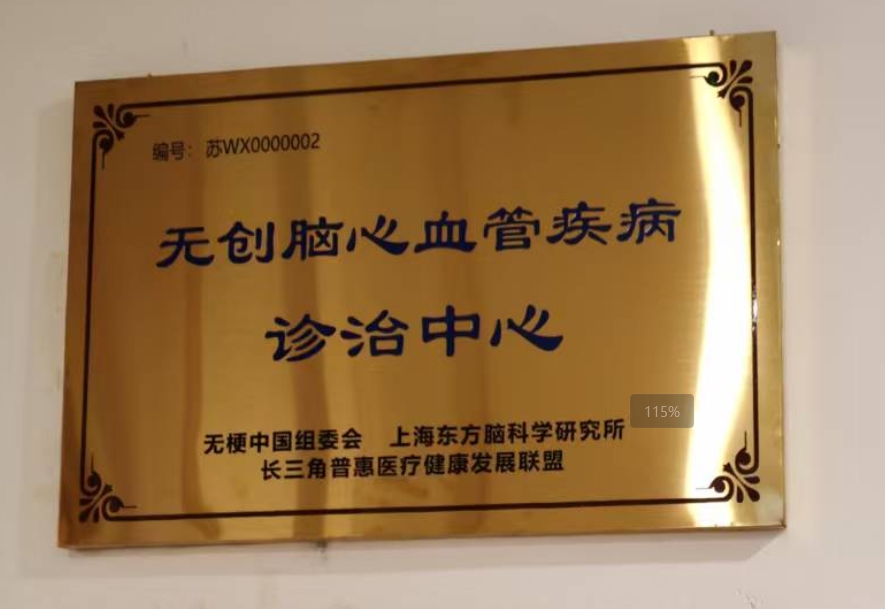 编号：苏WX0000002
无创脑心血管疾病
诊治中心
115%
无梗中国组委会 上海东方脑科学研究所
长三角普惠医疗健康发展联盟